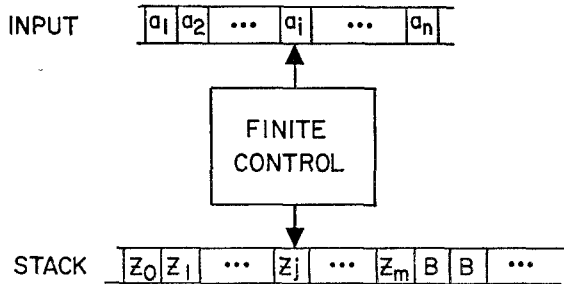 INPUT a₁ a₂ ⋯ aᵢ ⋯ aₙ
FINITE
CONTROL
STACK Z₀ Z₁ ⋯ Zⱼ ⋯ Zₘ B B ⋯